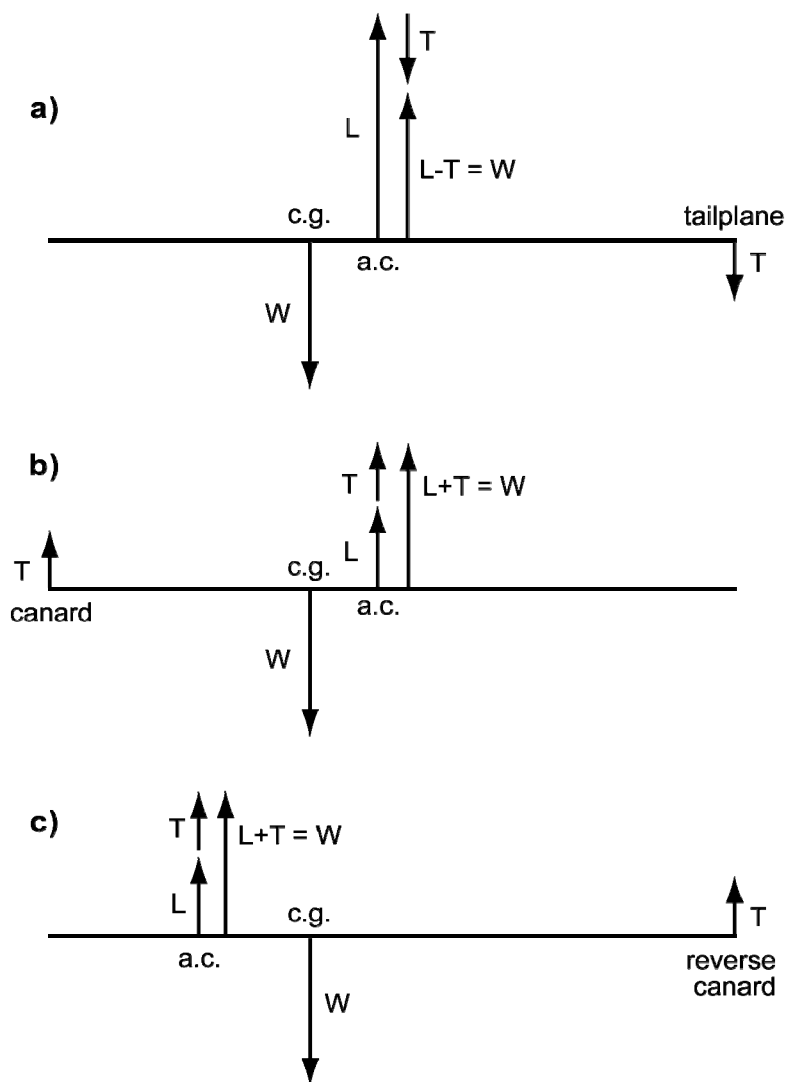 a)
L
T
L-T = W
c.g.
a.c.
tailplane
T
W
b)
T
L
L+T = W
T
canard
c.g.
a.c.
W
c)
T
L
L+T = W
c.g.
a.c.
W
T
reverse
canard